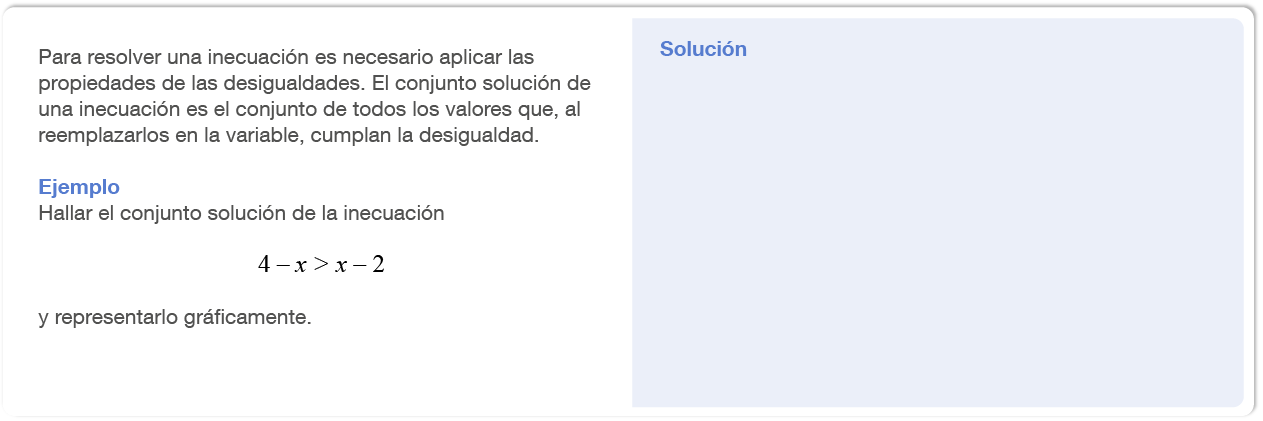 Para resolver una inecuación es necesario aplicar las
propiedades de las desigualdades. El conjunto solución de
una inecuación es el conjunto de todos los valores que, al
reemplazarlos en la variable, cumplan la desigualdad.
Ejemplo
Hallar el conjunto solución de la inecuación
4 – x > x – 2
y representarlo gráficamente.
Solución